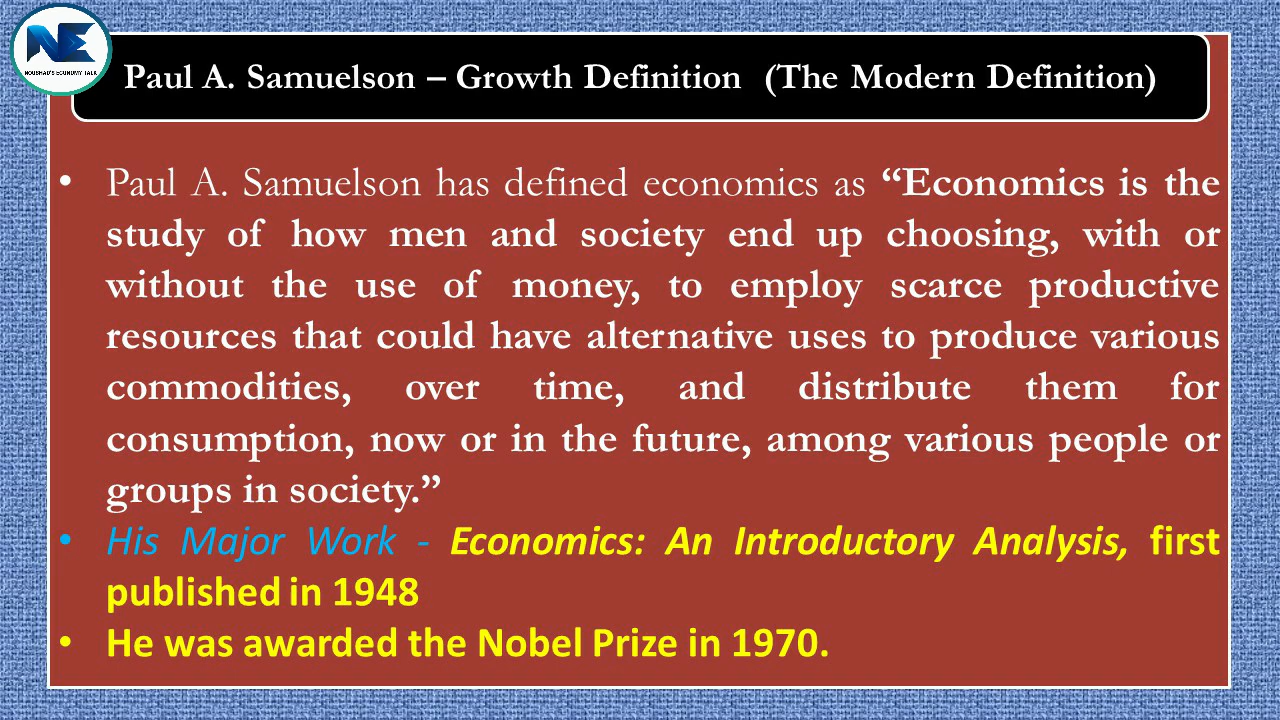 NE
NOUSHAD'S ECONOMY TALK
Paul A. Samuelson – Growth Definition (The Modern Definition)
• Paul A. Samuelson has defined economics as “Economics is the
study of how men and society end up choosing, with or
without the use of money, to employ scarce productive
resources that could have alternative uses to produce various
commodities, over time, and distribute them for
consumption, now or in the future, among various people or
groups in society.”
• His Major Work - Economics: An Introductory Analysis, first
published in 1948
• He was awarded the Nobel Prize in 1970.